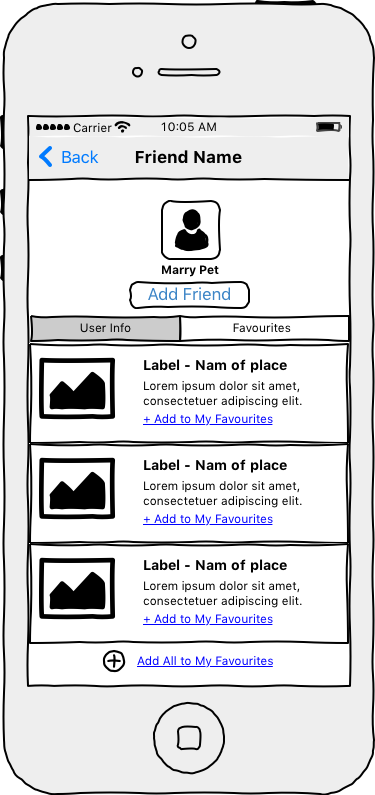 Carrier 10:05 AM
Back Friend Name
Marry Pet
Add Friend
User Info Favourites
Label - Nam of place
Lorem ipsum dolor sit amet,
consectetuer adipiscing elit.
+ Add to My Favourites
Label - Nam of place
Lorem ipsum dolor sit amet,
consectetuer adipiscing elit.
+ Add to My Favourites
Label - Nam of place
Lorem ipsum dolor sit amet,
consectetuer adipiscing elit.
+ Add to My Favourites
Add All to My Favourites